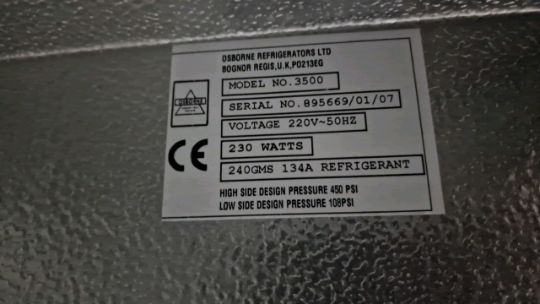 OSBORNE REFRIGERATORS LTD
BOGNOR REGIS,U.K,PO213EG
MODEL NO.3500
SERIAL NO.895669/01/07
VOLTAGE 220V~50HZ
230 WATTS
240GMS 134A REFRIGERANT
HIGH SIDE DESIGN PRESSURE 450 PSI
LOW SIDE DESIGN PRESSURE 108PSI
OSBORNE
CE